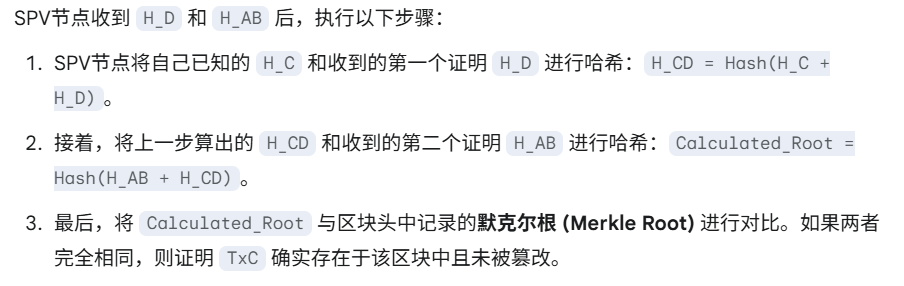 SPV节点收到 H_D 和 H_AB 后，执行以下步骤：
1. SPV节点将自己已知的 H_C 和收到的第一个证明 H_D 进行哈希：H_CD = Hash(H_C +
H_D)。
2. 接着，将上一步算出的 H_CD 和收到的第二个证明 H_AB 进行哈希：Calculated_Root =
Hash(H_AB + H_CD)。
3. 最后，将 Calculated_Root 与区块头中记录的默克尔根 (Merkle Root) 进行对比。如果两者
完全相同，则证明 TxC 确实存在于该区块中且未被篡改。